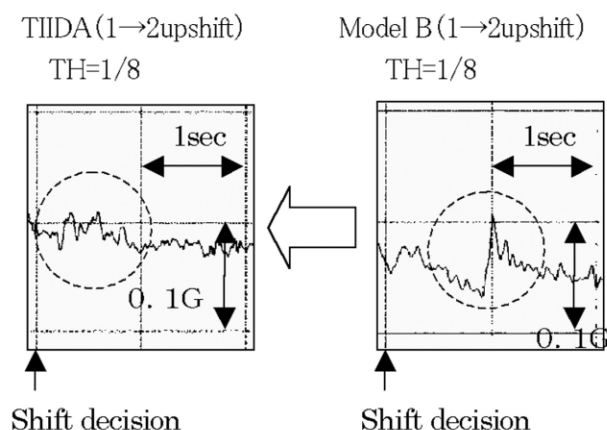 TIIDA(1→2upshift)
TH=1/8
1sec
0. 1G
Shift decision
Model B(1→2upshift)
TH=1/8
1sec
0. 1G
Shift decision